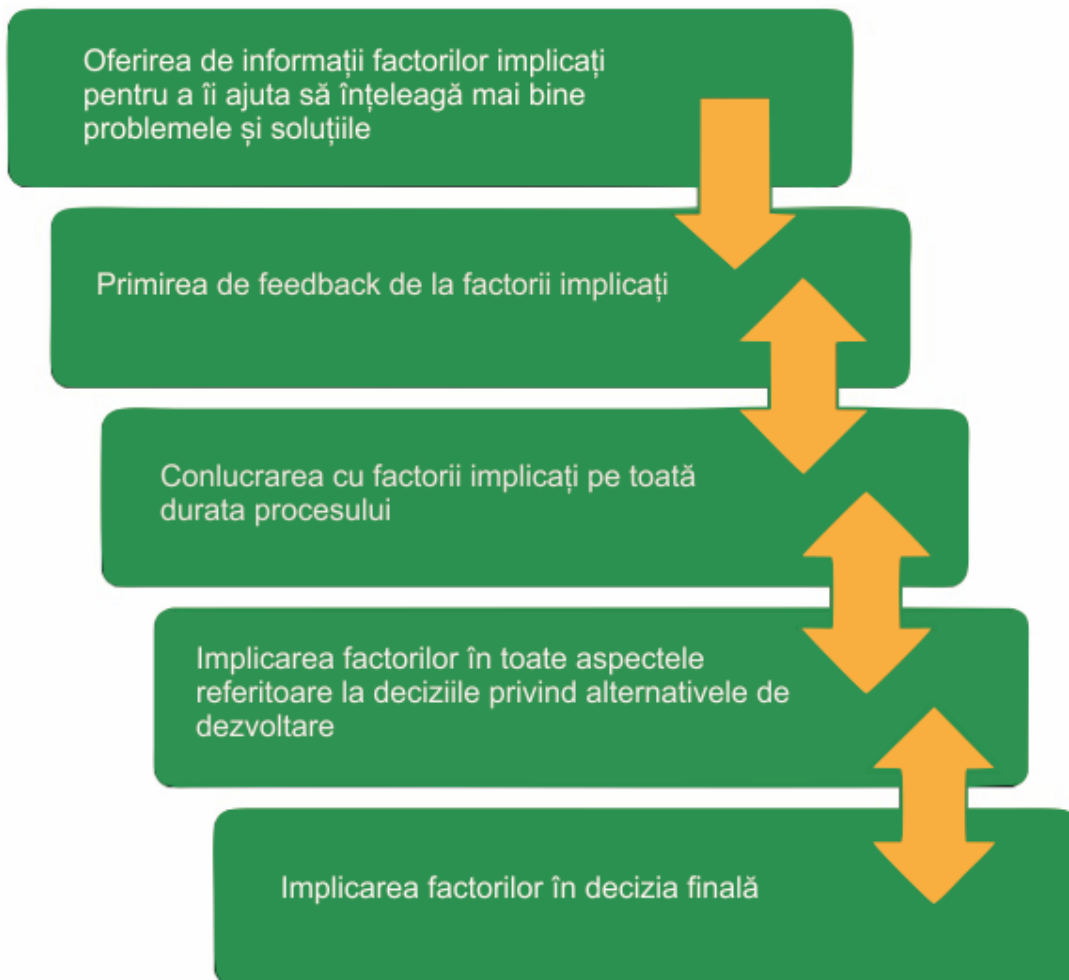 Oferirea de informații factorilor implicați
pentru a îi ajuta să înțeleagă mai bine
problemele și soluțiile
Primirea de feedback de la factorii implicați
Conlucrarea cu factorii implicați pe toată
durata procesului
Implicarea factorilor în toate aspectele
referitoare la deciziile privind alternativele de
dezvoltare
Implicarea factorilor în decizia finală